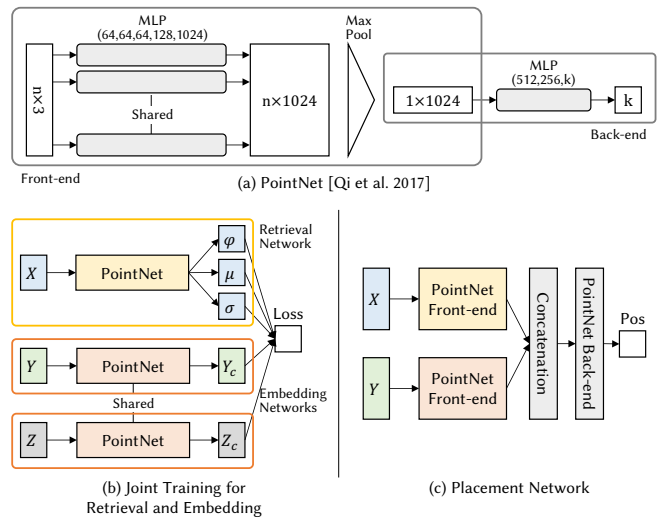 MLP
(64,64,64,128,1024)
Max
Pool
n×3
Shared
n×1024
1×1024
MLP
(512,256,k)
k
Front-end
Back-end
(a) PointNet [Qi et al. 2017]
Retrieval
Network
X
PointNet
φ
μ
σ
Loss
Y
PointNet
Y_c
Shared
Embedding
Networks
Z
PointNet
Z_c
(b) Joint Training for
Retrieval and Embedding
X
PointNet
Front-end
Y
PointNet
Front-end
Concatenation
PointNet Back-end
Pos
(c) Placement Network